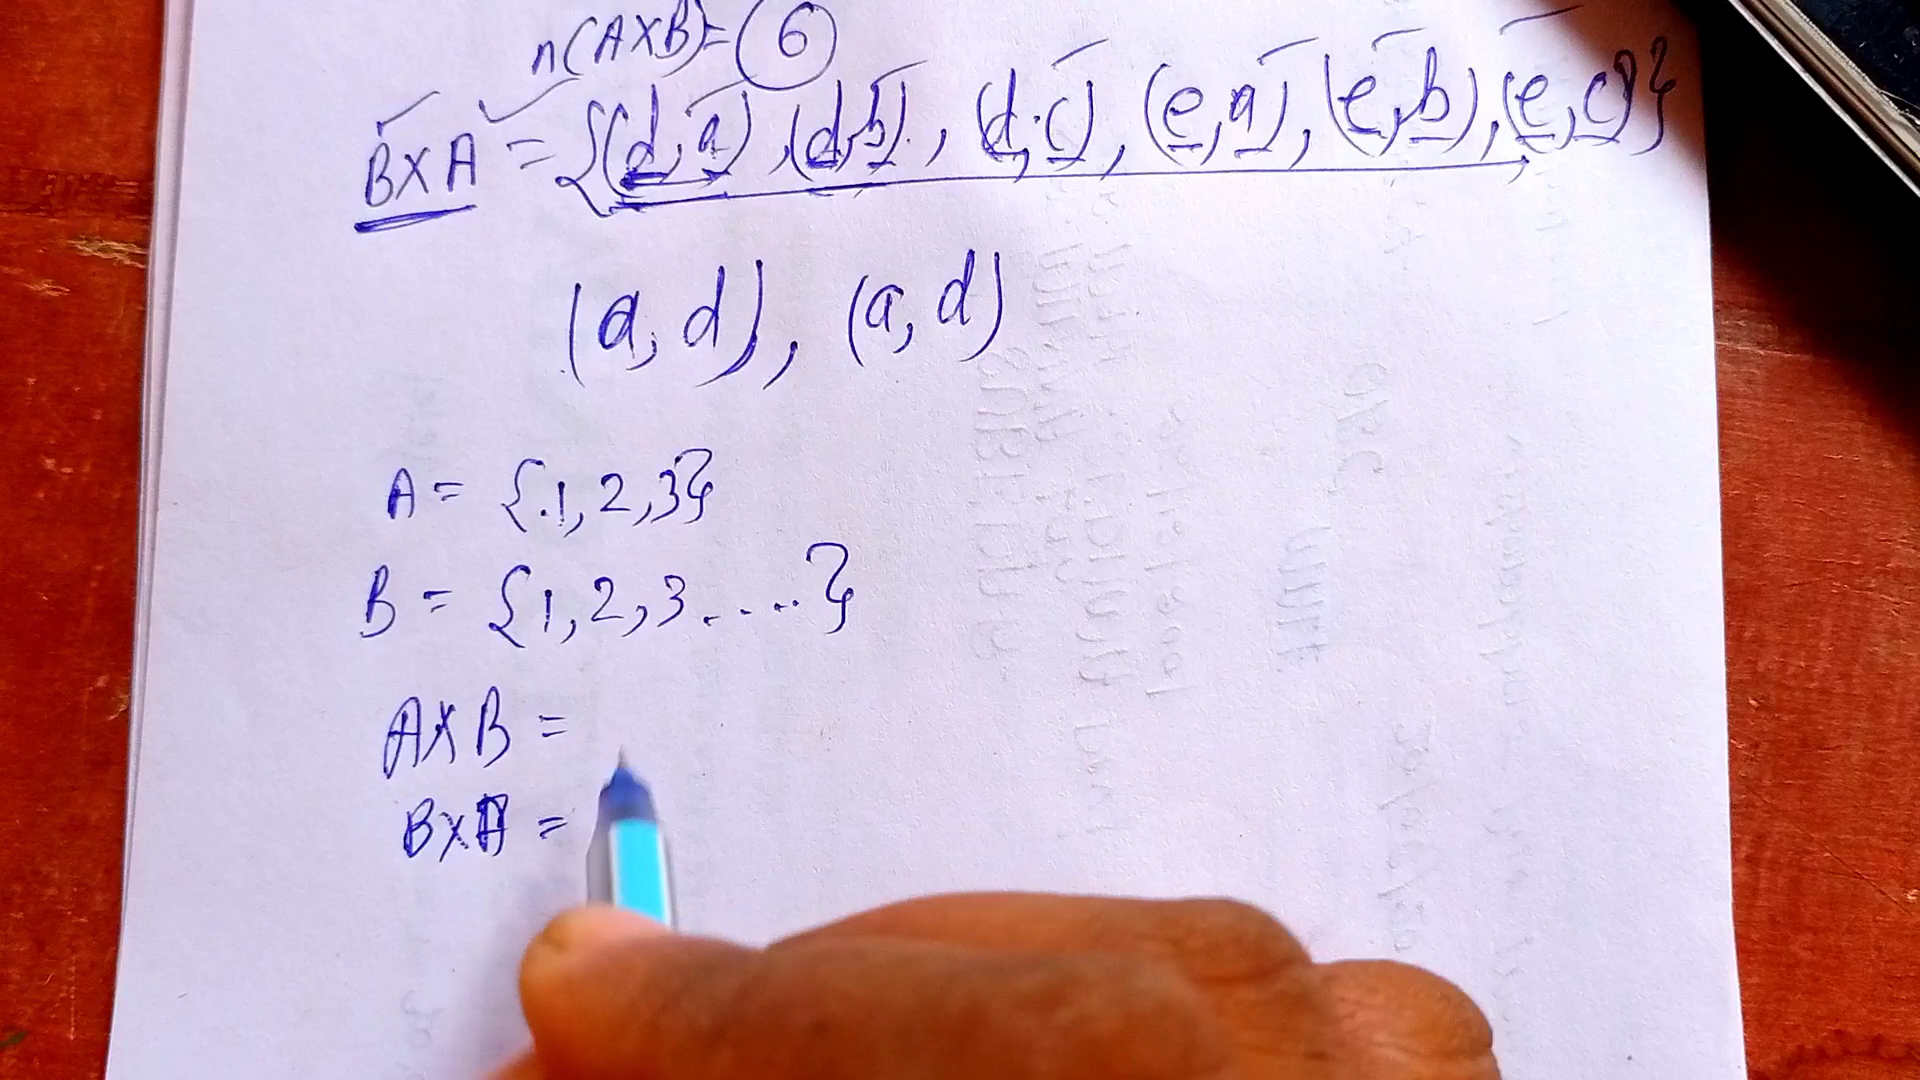 n(A×B)= 6
B×A = {(d,a),(d,b), (d,c), (e,a), (e,b),(e,c)}
(a,d), (a,d)
A = {1,2,3}
B = {1,2,3.....}
A×B =
B×A =